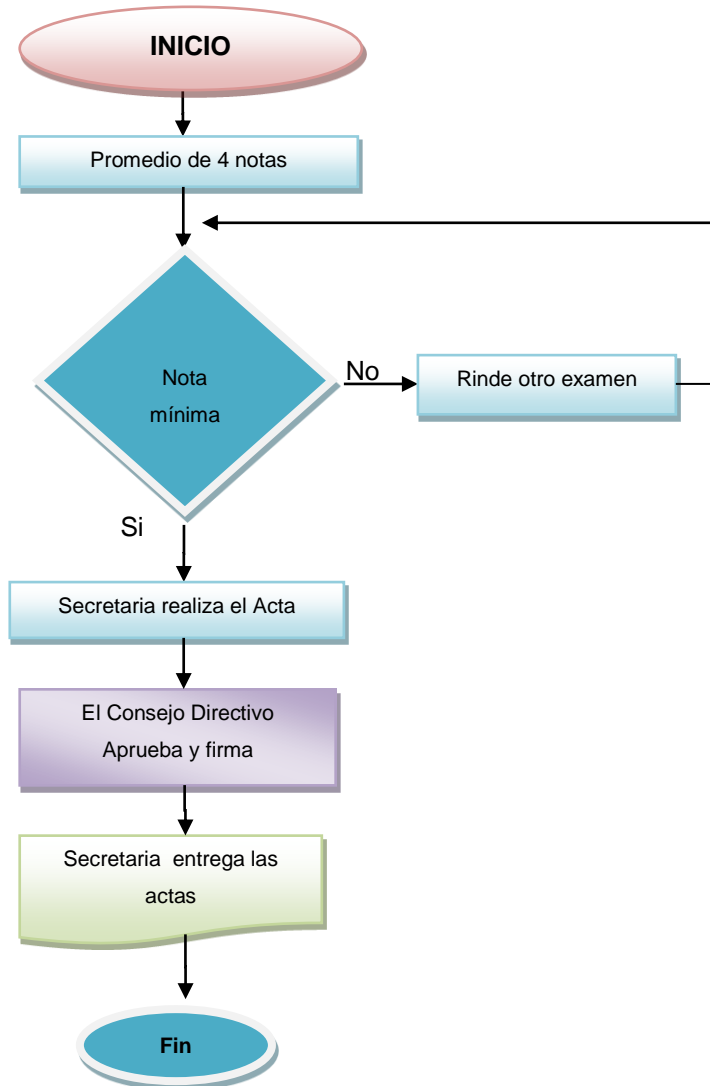 INICIO
Promedio de 4 notas
Nota
mínima
No
Rinde otro examen
Si
Secretaria realiza el Acta
El Consejo Directivo
Aprueba y firma
Secretaria entrega las
actas
Fin